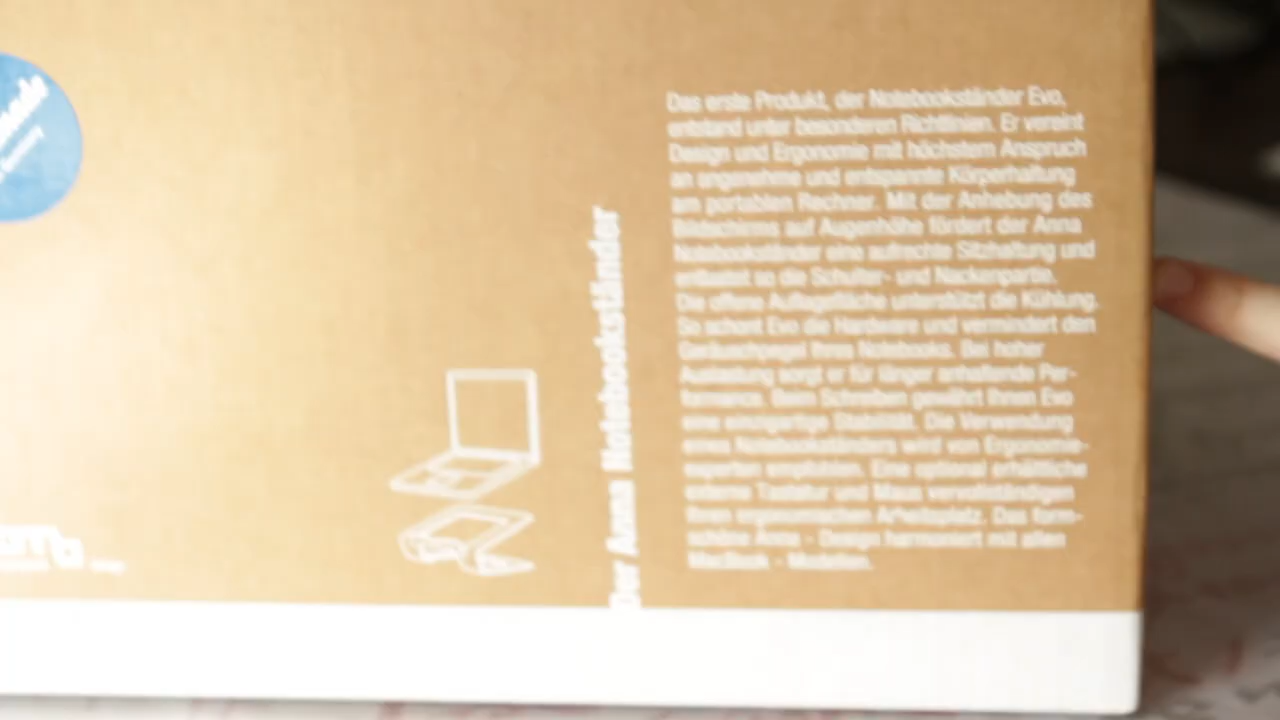 Der Anna Notebookständer
Das erste Produkt, der Notebookständer Evo,
entstand unter besonderen Richtlinien. Er vereint
Design und Ergonomie mit höchstem Anspruch
an angenehme und entspannte Körperhaltung
am portablen Rechner. Mit der Anhebung des
Bildschirms auf Augenhöhe fördert der Anna
Notebookständer eine aufrechte Sitzhaltung und
entlastet so die Schulter- und Nackenpartie.
Die offene Auflagefläche unterstützt die Kühlung.
So schont Evo die Hardware und vermindert den
Geräuschpegel Ihres Notebooks. Bei hoher
Auslastung sorgt er für länger anhaltende Per-
formance. Beim Schreiben gewährt Ihnen Evo
eine einzigartige Stabilität. Die Verwendung
eines Notebookständers wird von Ergonomie-
experten empfohlen. Eine optional erhältliche
externe Tastatur und Maus vervollständigen
Ihren ergonomischen Arbeitsplatz. Das form-
schöne Anna - Design harmoniert mit allen
MacBook - Modellen.